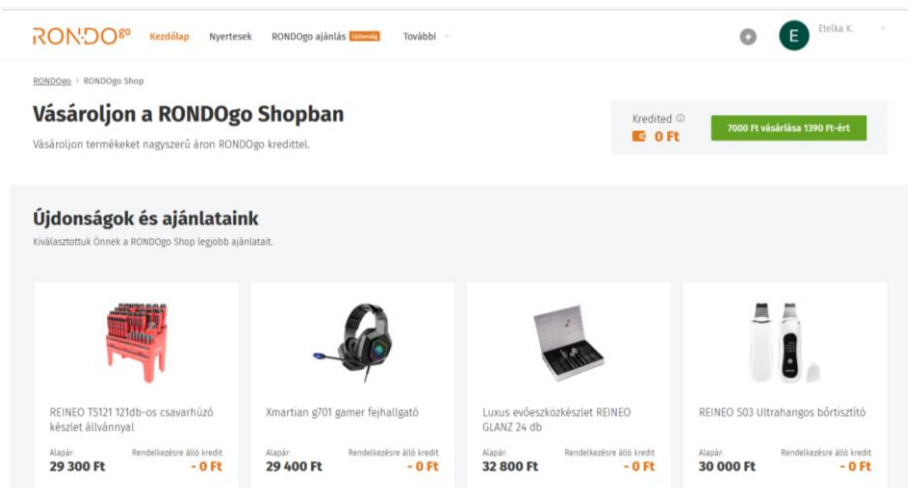 RONDOgo Kezdőlap Nyertesek RONDOgo ajánlás Újdonság További
E Etelka K.
RONDOgo > RONDOgo Shop
Vásároljon a RONDOgo Shopban
Vásároljon termékeket nagyszerű áron RONDOgo kredittel.
Kredited
0 Ft
7000 Ft vásárlása 1390 Ft-ért
Újdonságok és ajánlataink
Kiválasztottuk Önnek a RONDOgo Shop legjobb ajánlatait.
REINEO TS121 121db-os csavarhúzó
készlet állvánnyal
Alapár: Rendelkezésre álló kredit
29 300 Ft - 0 Ft
Xmartian g701 gamer fejhallgató
Alapár: Rendelkezésre álló kredit
29 400 Ft - 0 Ft
Luxus evőeszközkészlet REINEO
GLANZ 24 db
Alapár: Rendelkezésre álló kredit
32 800 Ft - 0 Ft
REINEO S03 Ultrahangos bőrtisztító
Alapár: Rendelkezésre álló kredit
30 000 Ft - 0 Ft